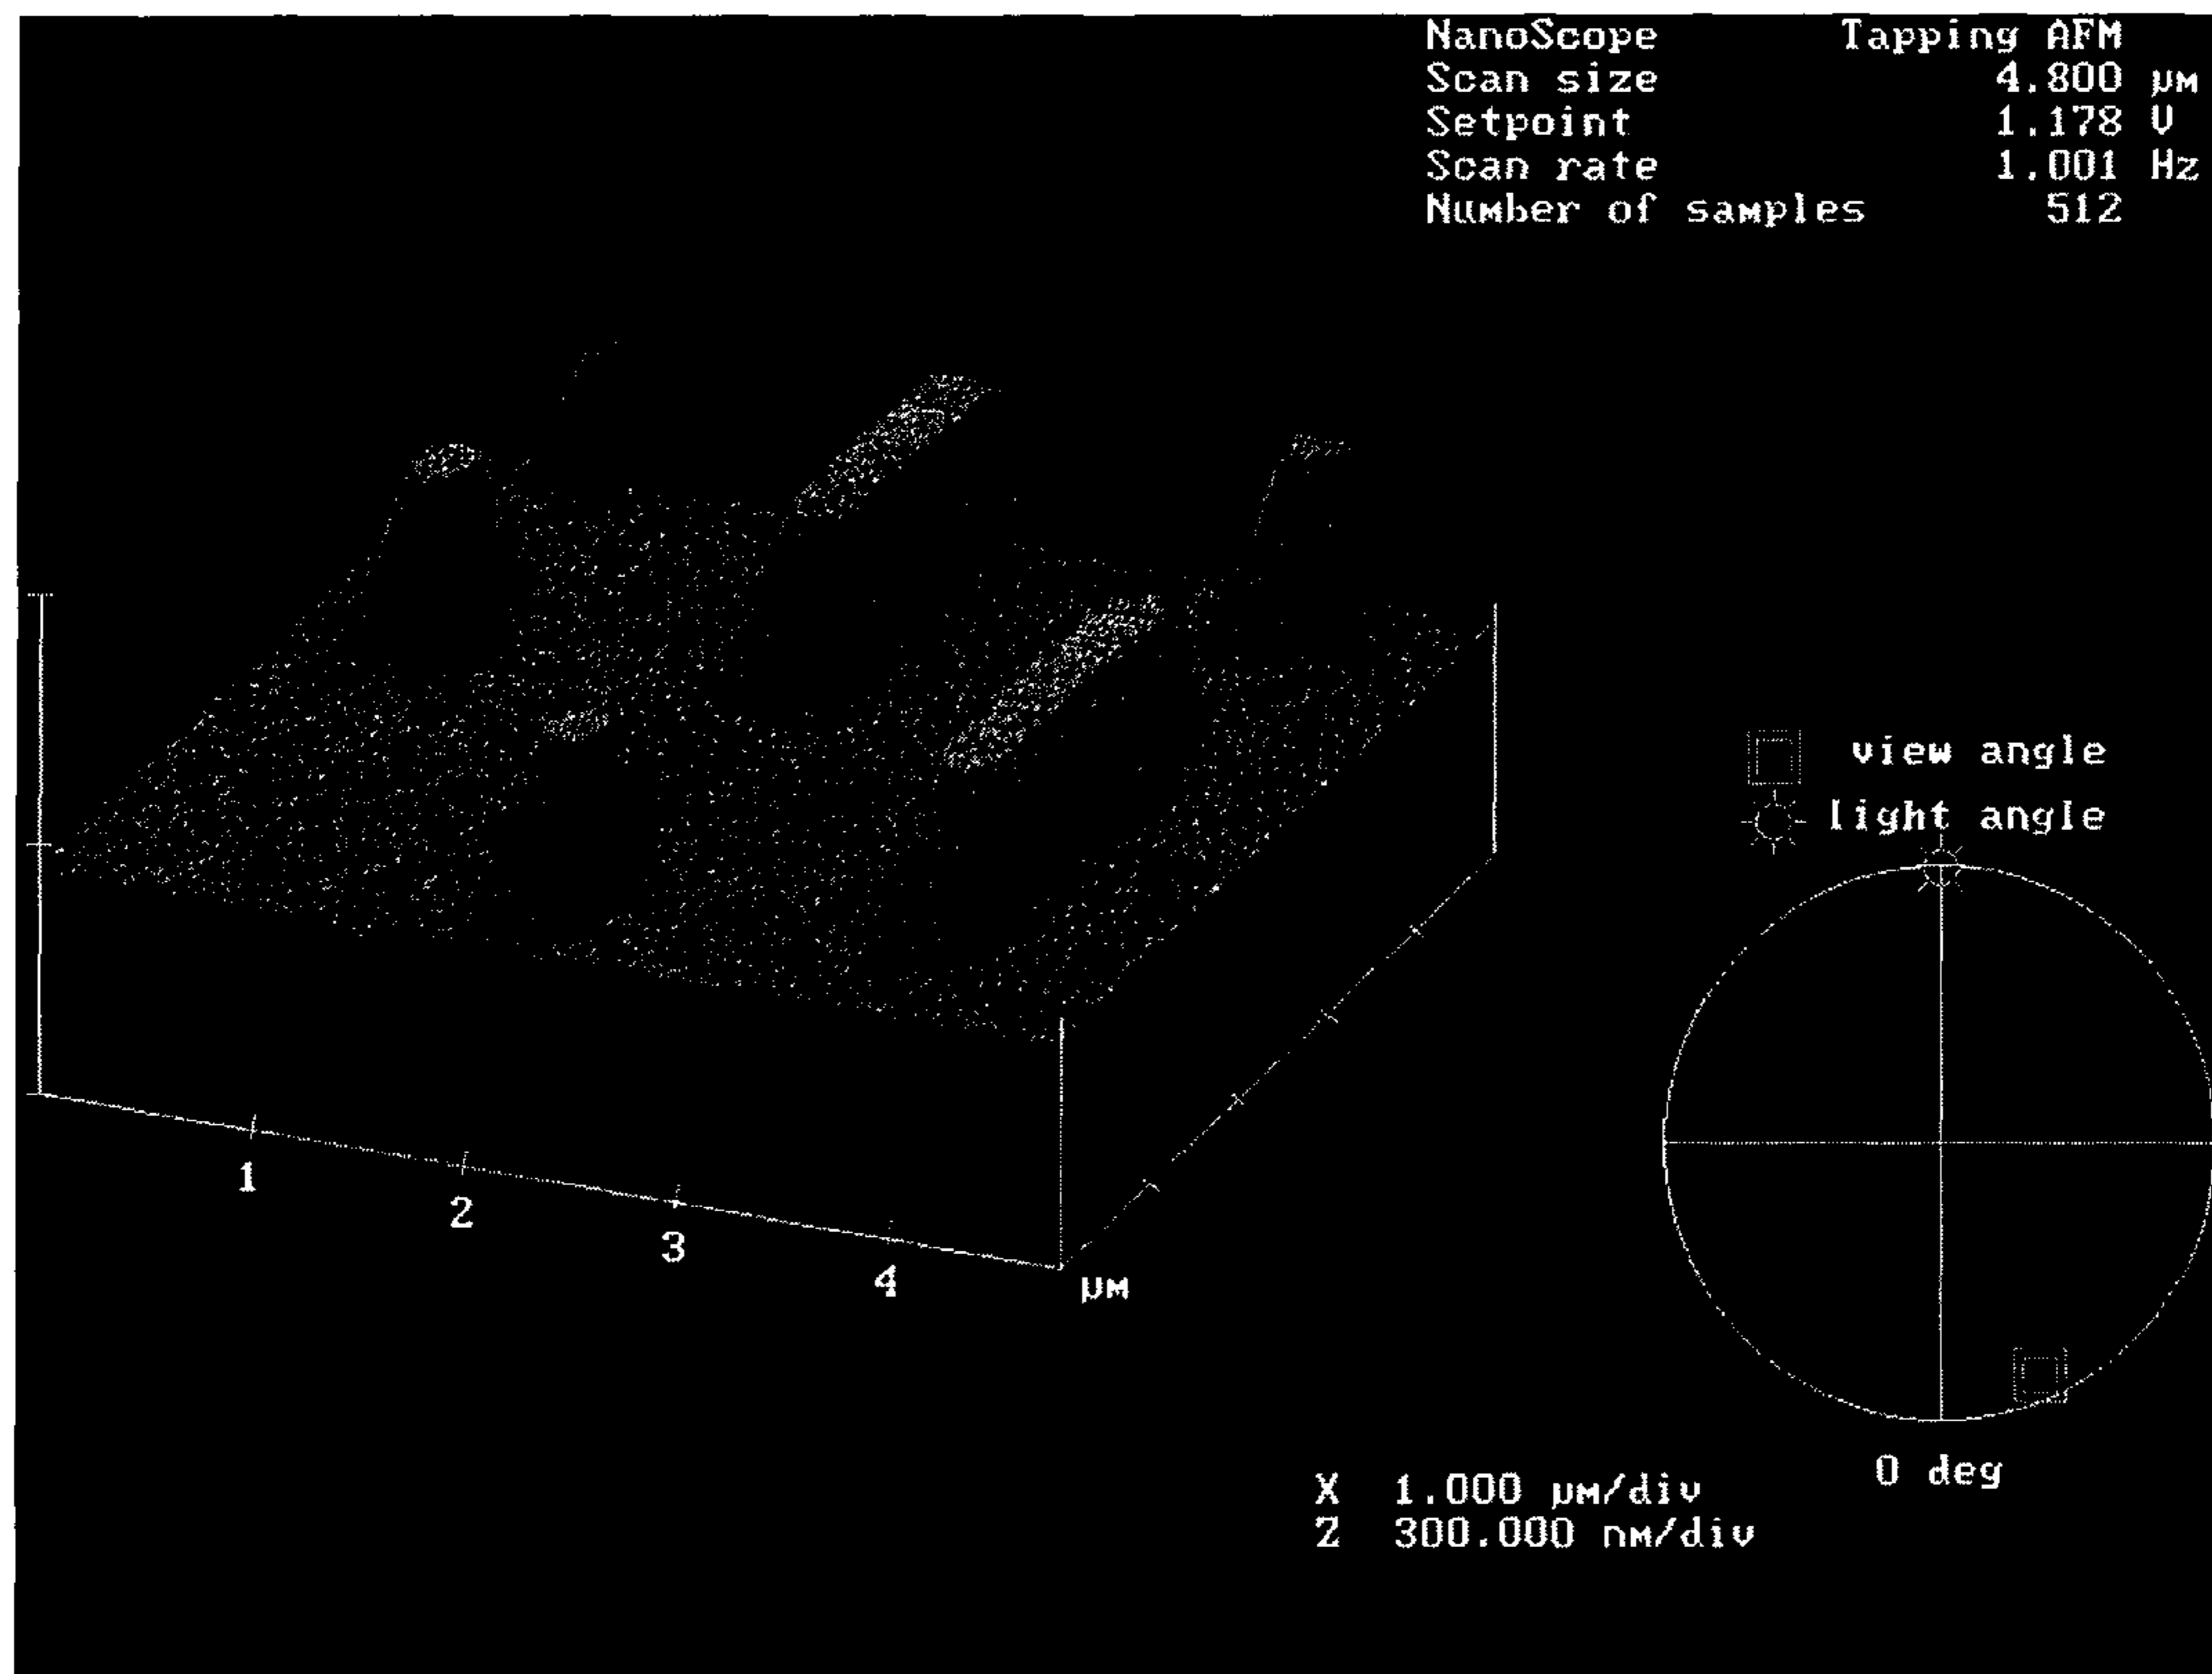 NanoScope Tapping AFM
Scan size 4.800 µm
Setpoint 1.178 V
Scan rate 1.001 Hz
Number of samples 512
view angle
light angle
1
2
3
4
µm
0 deg
X 1.000 µm/div
Z 300.000 nm/div